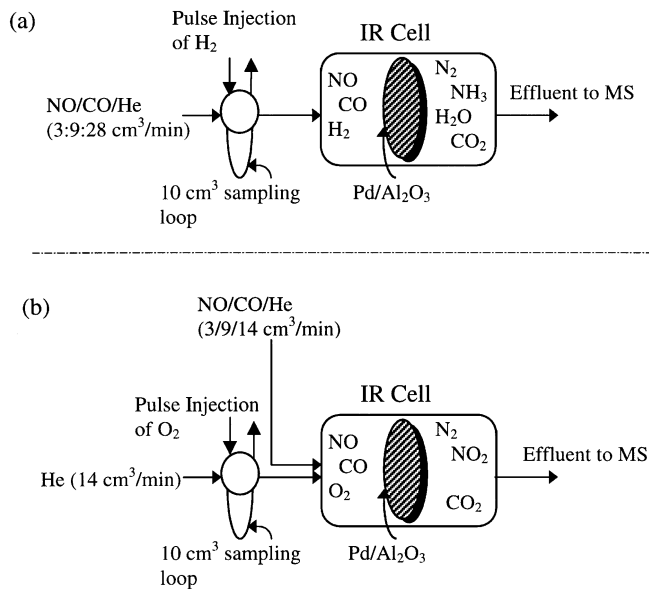 (a)
Pulse Injection
of H₂
IR Cell
NO/CO/He
(3:9:28 cm³/min)
NO
CO
H₂
N₂
NH₃
H₂O
CO₂
Effluent to MS
10 cm³ sampling
loop
Pd/Al₂O₃
(b)
NO/CO/He
(3/9/14 cm³/min)
IR Cell
Pulse Injection
of O₂
He (14 cm³/min)
NO
CO
O₂
N₂
NO₂
CO₂
Effluent to MS
10 cm³ sampling
loop
Pd/Al₂O₃